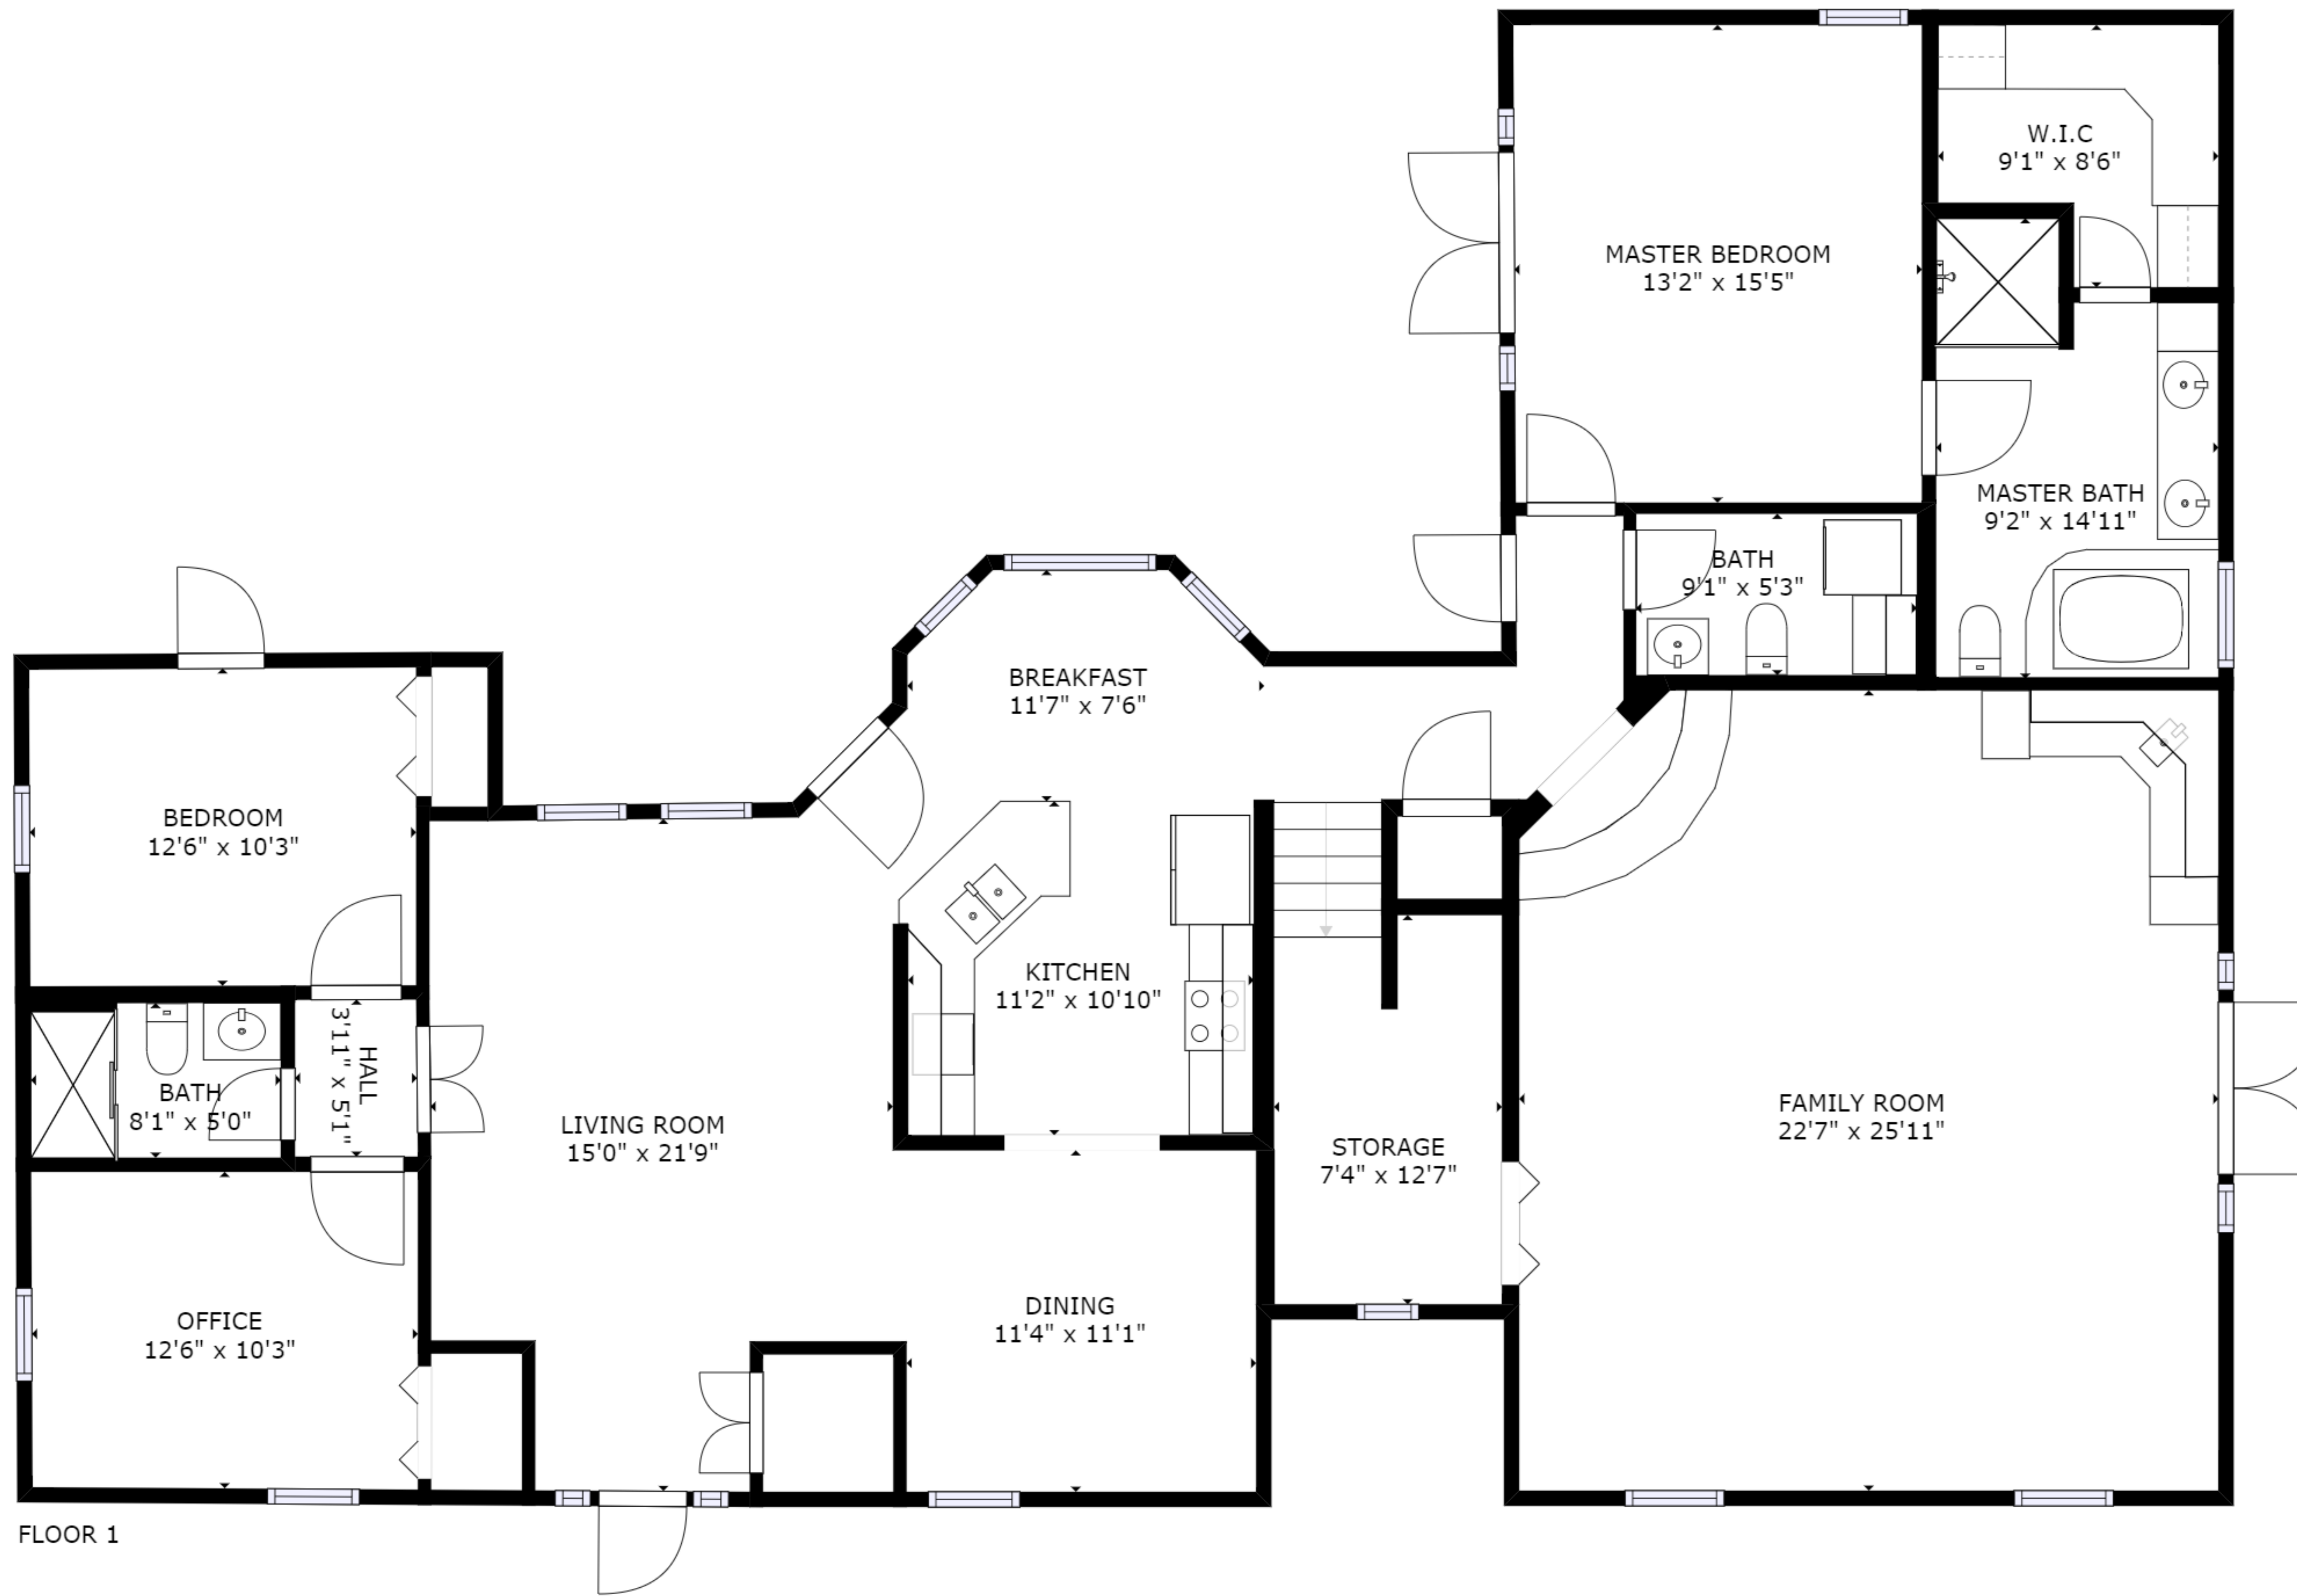 W.I.C
9'1" x 8'6"
MASTER BEDROOM
13'2" x 15'5"
MASTER BATH
9'2" x 14'11"
BATH
9'1" x 5'3"
BREAKFAST
11'7" x 7'6"
BEDROOM
12'6" x 10'3"
KITCHEN
11'2" x 10'10"
HALL
3'11" x 5'1"
BATH
8'1" x 5'0"
LIVING ROOM
15'0" x 21'9"
STORAGE
7'4" x 12'7"
FAMILY ROOM
22'7" x 25'11"
OFFICE
12'6" x 10'3"
DINING
11'4" x 11'1"
FLOOR 1